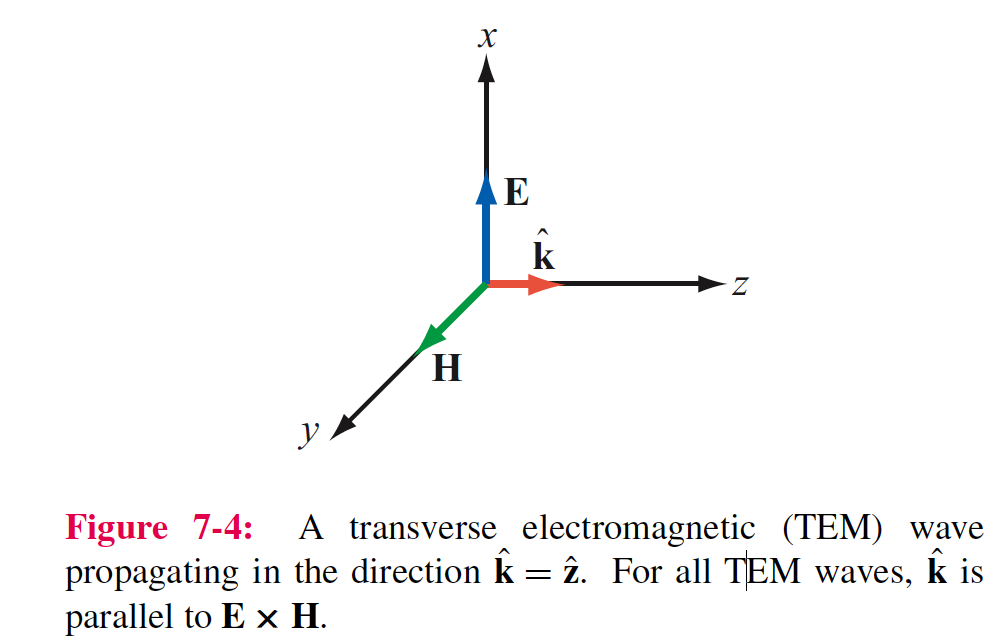 x
E
k̂
z
H
y
Figure 7-4: A transverse electromagnetic (TEM) wave
propagating in the direction k̂ = ẑ. For all TEM waves, k̂ is
parallel to E × H.